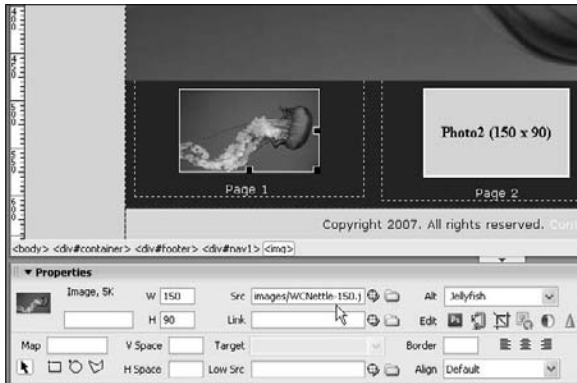 Photo2 (150 x 90)
Page 1
Page 2
Copyright 2007. All rights reserved.
<body> <div#container> <div#footer> <div#nav1> <img>
Properties
Image, 5K
W 150
Src images/WCNettle-150.j
Alt Jellyfish
H 90
Link
Edit
Map
V Space
Target
Border
H Space
Low Src
Align Default